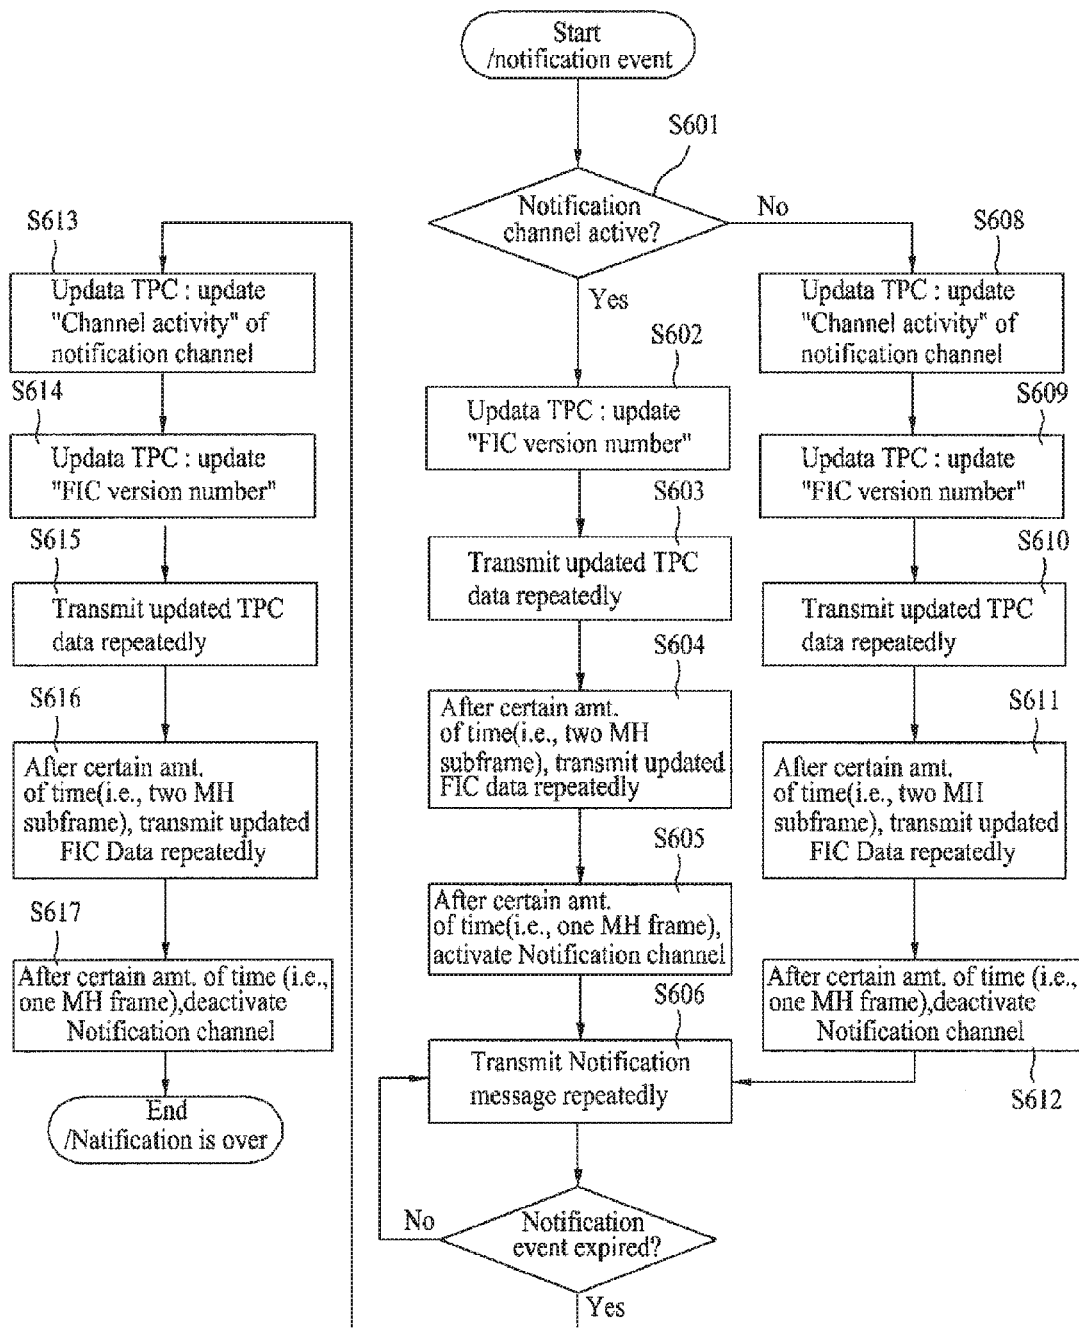 Start
/notification event
S601
Notification
channel active?
No
Yes
S602
Updata TPC : update
"FIC version number"
S603
Transmit updated TPC
data repeatedly
S604
After certain amt.
of time(i.e., two MH
subframe), transmit updated
FIC data repeatedly
S605
After certain amt.
of time(i.e., one MH frame),
activate Notification channel
S606
Transmit Notification
message repeatedly
No
Notification
event expired?
Yes
S608
Updata TPC : update
"Channel activity" of
notification channel
S609
Updata TPC : update
"FIC version number"
S610
Transmit updated TPC
data repeatedly
S611
After certain amt.
of time(i.e., two MH
subframe), transmit updated
FIC Data repeatedly
After certain amt. of time (i.e.,
one MH frame),deactivate
Notification channel
S612
S613
Updata TPC : update
"Channel activity" of
notification channel
S614
Updata TPC : update
"FIC version number"
S615
Transmit updated TPC
data repeatedly
S616
After certain amt.
of time(i.e., two MH
subframe), transmit updated
FIC Data repeatedly
S617
After certain amt. of time (i.e.,
one MH frame),deactivate
Notification channel
End
/Natification is over